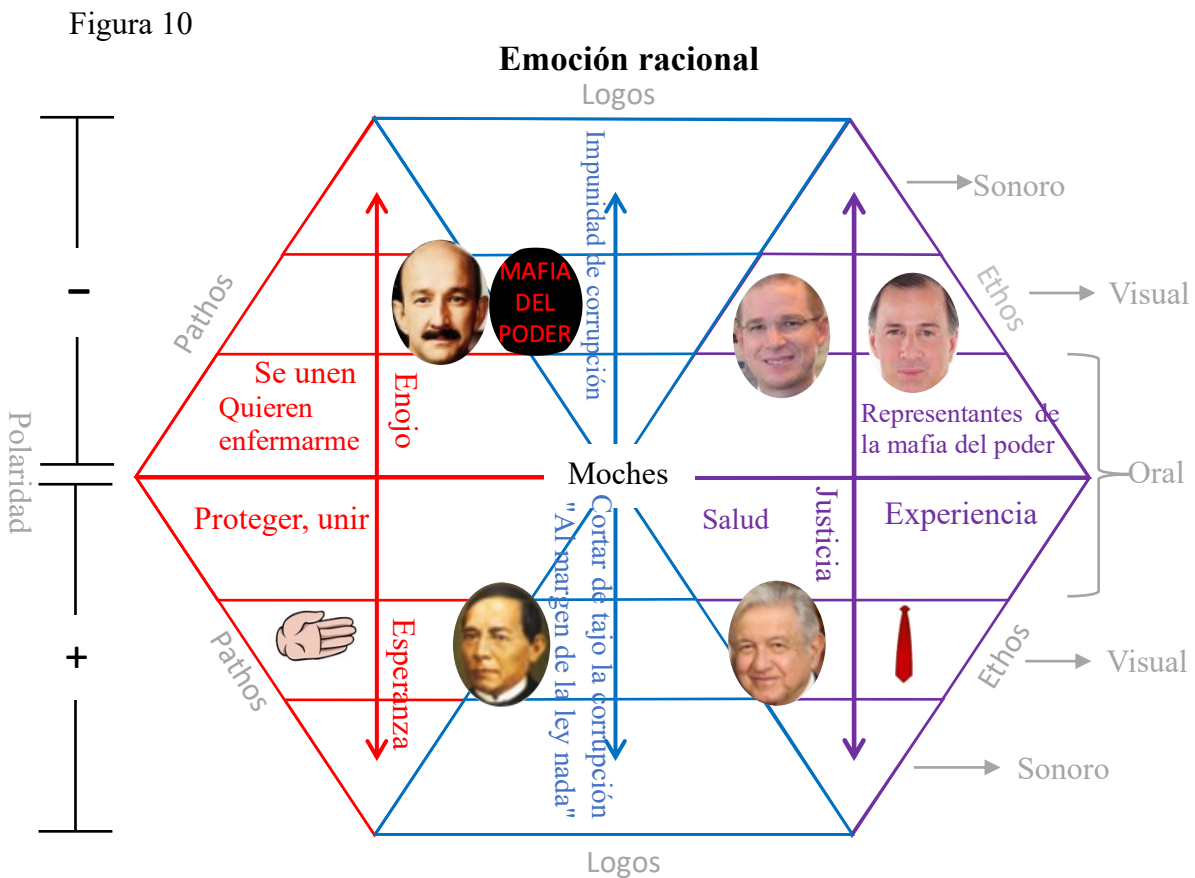 Figura 10
Emoción racional
Logos
Impunidad de corrupción
Sonoro
Pathos
Ethos
Visual
-
MAFIA
DEL
PODER
Se unen
Quieren
enfermarme
Enojo
Representantes de
la mafia del poder
Polaridad
Moches
Oral
Proteger, unir
Cortar de tajo la corrupción
"Al margen de la ley nada"
Salud
Justicia
Experiencia
Esperanza
+
Pathos
Ethos
Visual
Sonoro
Logos